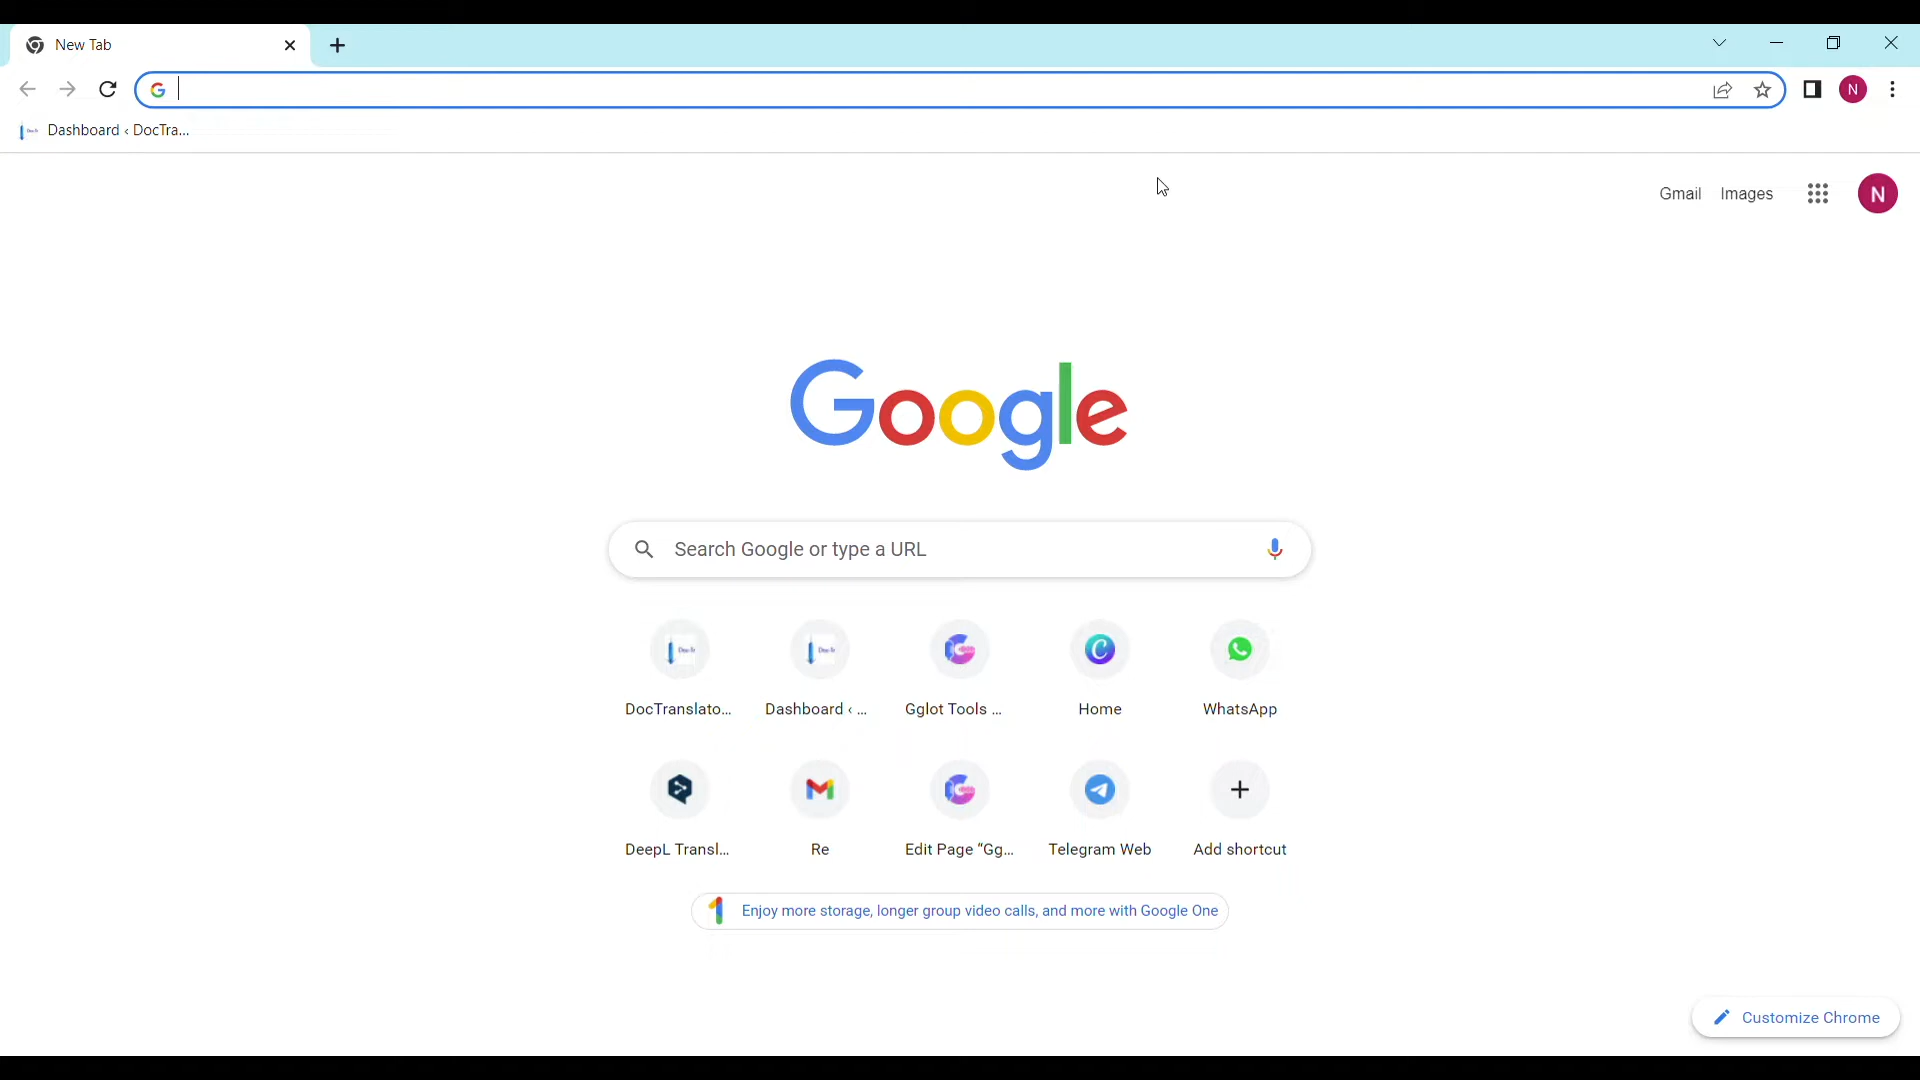 New Tab
Dashboard ‹ DocTra...
Gmail Images N
N
Google
Search Google or type a URL
DocTranslato... Dashboard ‹ ... Gglot Tools ... Home WhatsApp
DeepL Transl... Re Edit Page “Gg... Telegram Web Add shortcut
Enjoy more storage, longer group video calls, and more with Google One
Customize Chrome